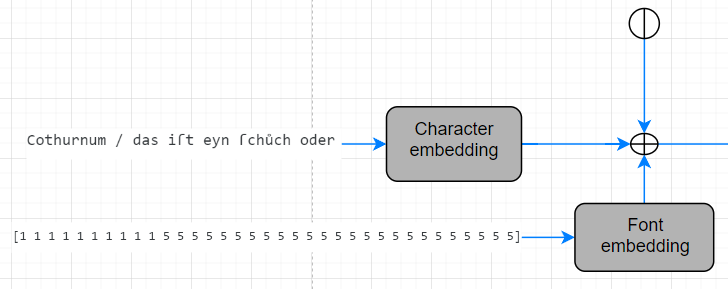 Cothurnum / das iſt eyn ſchůch oder
Character
embedding
[1 1 1 1 1 1 1 1 1 1 5 5 5 5 5 5 5 5 5 5 5 5 5 5 5 5 5 5 5 5 5 5 5 5 5]
Font
embedding